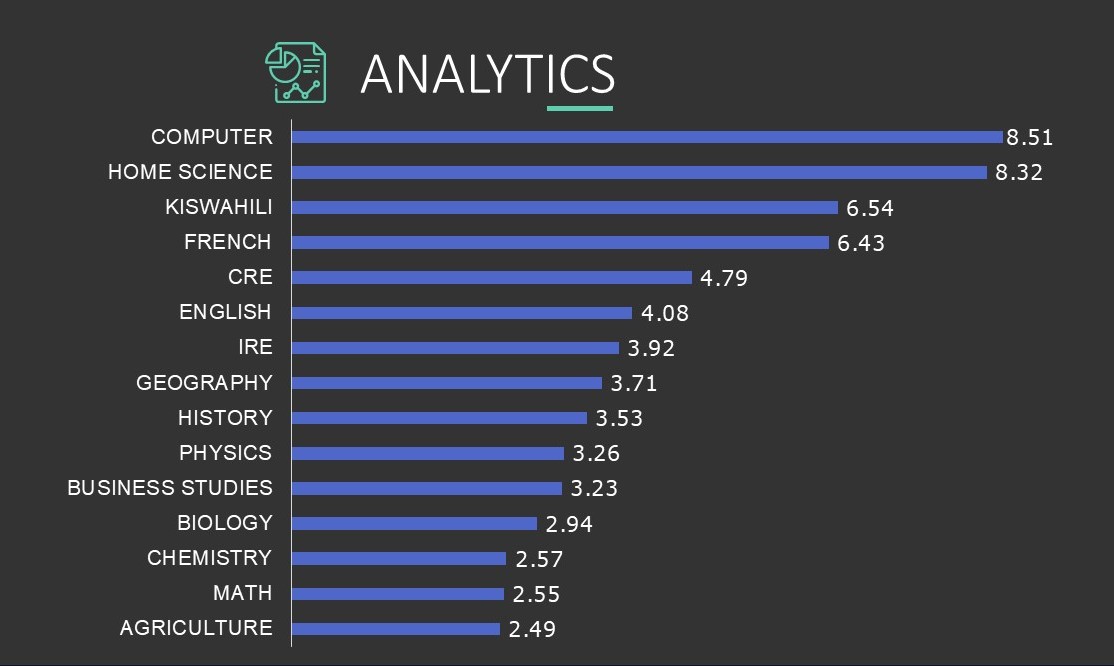 ANALYTICS
COMPUTER 8.51
HOME SCIENCE 8.32
KISWAHILI 6.54
FRENCH 6.43
CRE 4.79
ENGLISH 4.08
IRE 3.92
GEOGRAPHY 3.71
HISTORY 3.53
PHYSICS 3.26
BUSINESS STUDIES 3.23
BIOLOGY 2.94
CHEMISTRY 2.57
MATH 2.55
AGRICULTURE 2.49